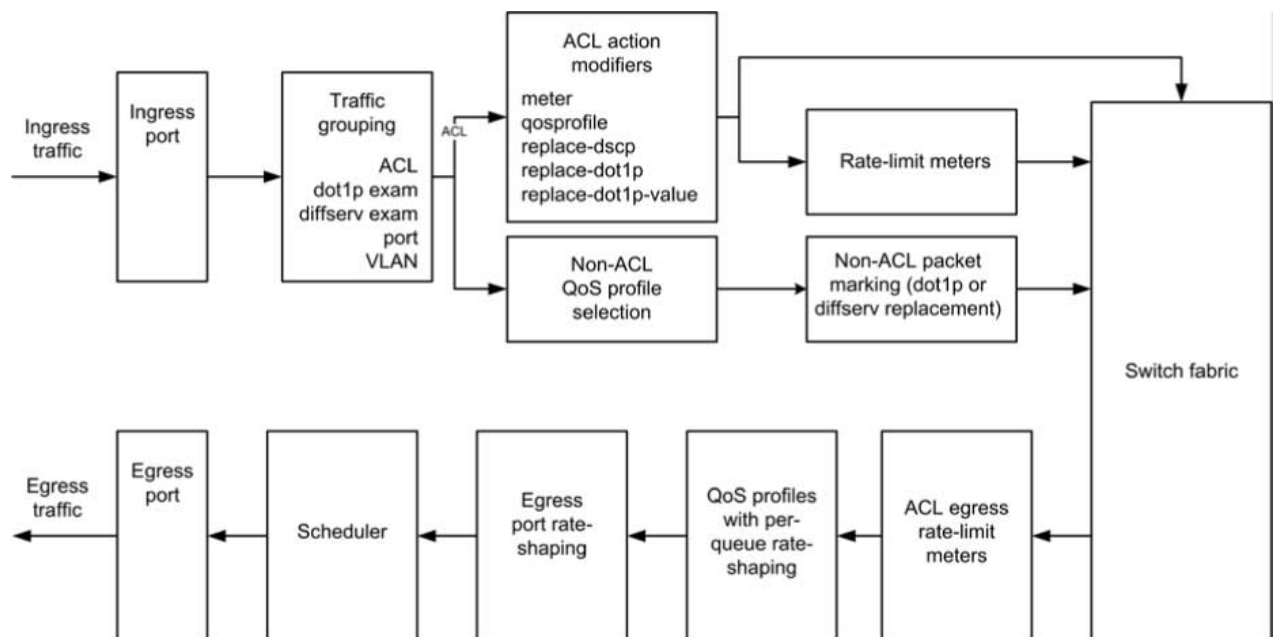 Ingress
traffic
Ingress
port
Traffic
grouping
ACL
dot1p exam
diffserv exam
port
VLAN
ACL
ACL action
modifiers
meter
qosprofile
replace-dscp
replace-dot1p
replace-dot1p-value
Rate-limit meters
Non-ACL
QoS profile
selection
Non-ACL packet
marking (dot1p or
diffserv replacement)
Switch fabric
Egress
traffic
Egress
port
Scheduler
Egress
port rate-
shaping
QoS profiles
with per-
queue rate-
shaping
ACL egress
rate-limit
meters